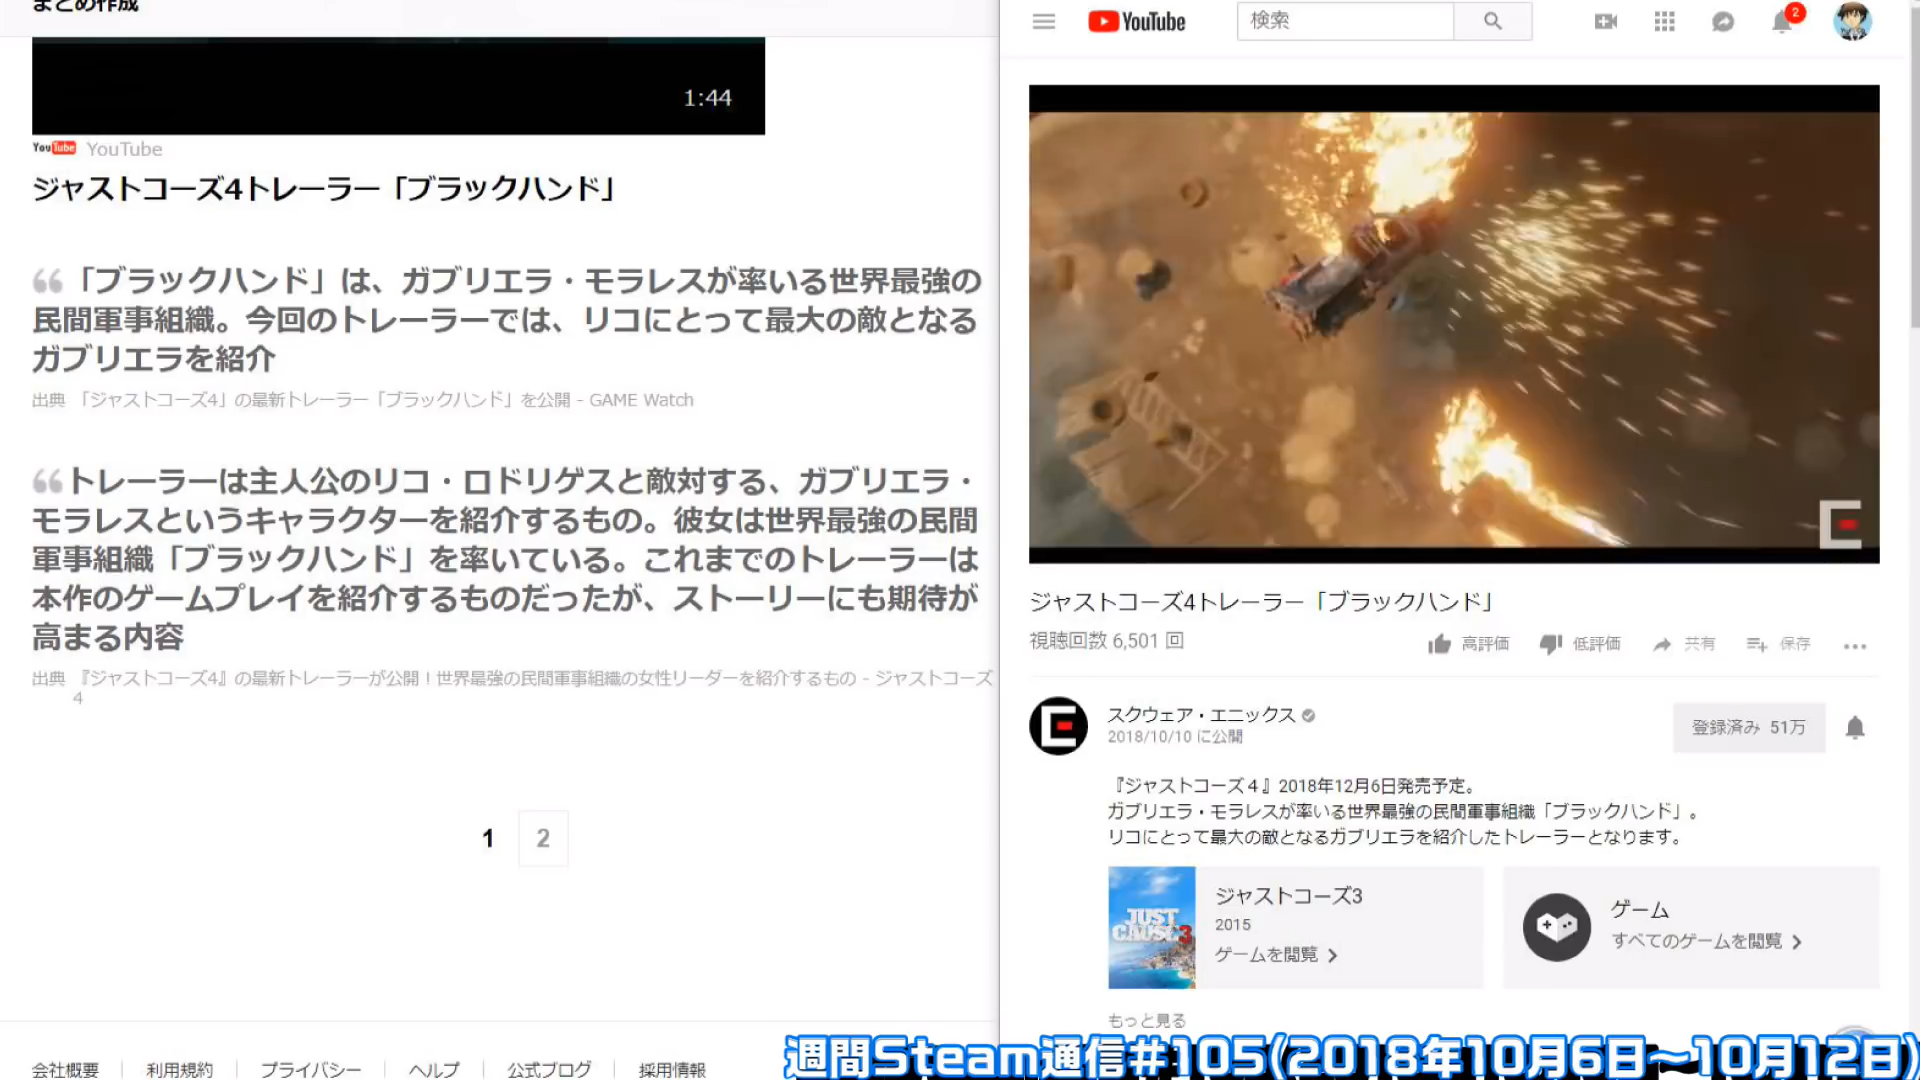 まとめ作成
1:44
YouTube YouTube
ジャストコーズ4トレーラー「ブラックハンド」
「ブラックハンド」は、ガブリエラ・モラレスが率いる世界最強の
民間軍事組織。今回のトレーラーでは、リコにとって最大の敵となる
ガブリエラを紹介
出典 「ジャストコーズ4」の最新トレーラー「ブラックハンド」を公開 - GAME Watch
トレーラーは主人公のリコ・ロドリゲスと敵対する、ガブリエラ・
モラレスというキャラクターを紹介するもの。彼女は世界最強の民間
軍事組織「ブラックハンド」を率いている。これまでのトレーラーは
本作のゲームプレイを紹介するものだったが、ストーリーにも期待が
高まる内容
出典 『ジャストコーズ4』の最新トレーラーが公開！世界最強の民間軍事組織の女性リーダーを紹介するもの - ジャストコーズ
4
1 2
会社概要 利用規約 プライバシー ヘルプ 公式ブログ 採用情報
YouTube 検索 2
ジャストコーズ4トレーラー「ブラックハンド」
視聴回数 6,501 回
高評価 低評価 共有 保存
スクウェア・エニックス
2018/10/10 に公開
登録済み 51万
『ジャストコーズ４』2018年12月6日発売予定。
ガブリエラ・モラレスが率いる世界最強の民間軍事組織「ブラックハンド」。
リコにとって最大の敵となるガブリエラを紹介したトレーラーとなります。
JUST
CAUSE 3
ジャストコーズ3
2015
ゲームを閲覧
ゲーム
すべてのゲームを閲覧
もっと見る
週間Steam通信#105(2018年10月6日～10月12日)